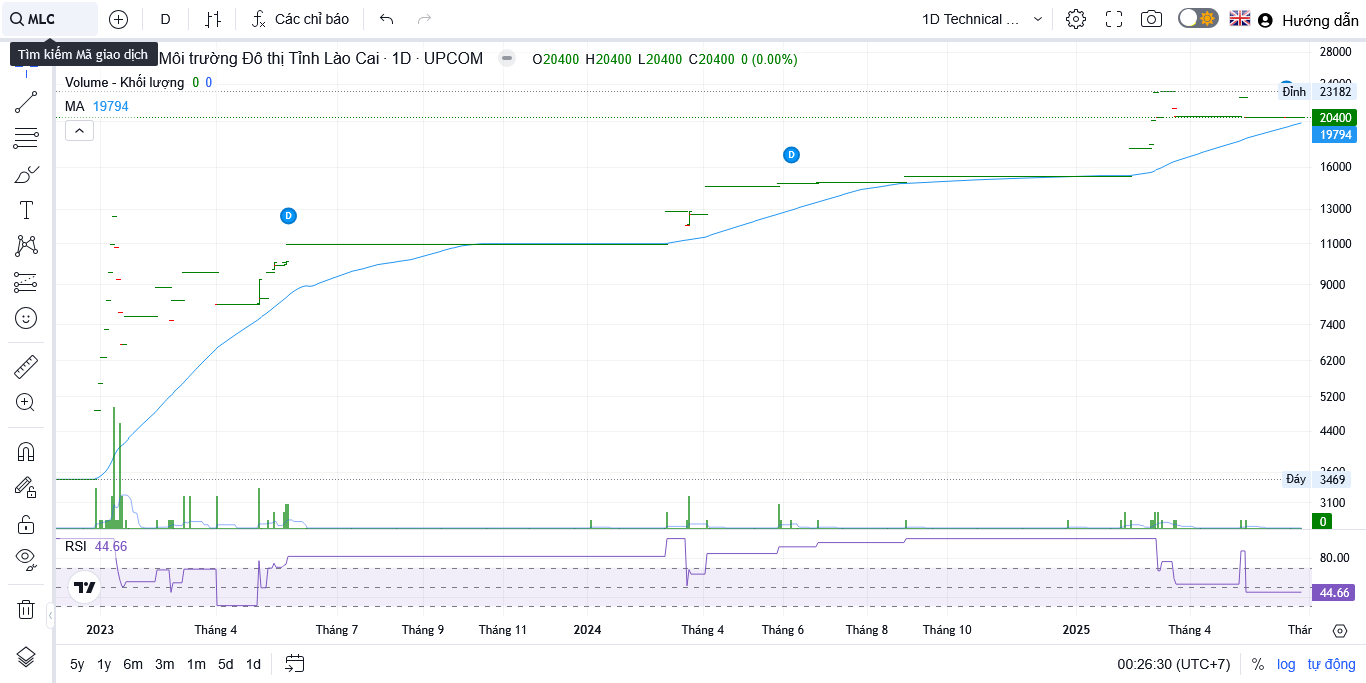 MLC
D
Các chỉ báo
1D Technical ...
Hướng dẫn
Tìm kiếm Mã giao dịch
Môi trường Đô thị Tỉnh Lào Cai · 1D · UPCOM
O20400 H20400 L20400 C20400 0 (0.00%)
Volume - Khối lượng 0 0
MA 19794
28000
24000
Đỉnh 23182
20400
19794
D
16000
D
13000
11000
9000
7400
6200
5200
4400
3600
Đáy 3469
3100
0
RSI 44.66
80.00
44.66
2023
Tháng 4
Tháng 7
Tháng 9
Tháng 11
2024
Tháng 4
Tháng 6
Tháng 8
Tháng 10
2025
Tháng 4
Thár
5y 1y 6m 3m 1m 5d 1d
00:26:30 (UTC+7)
%
log
tự động